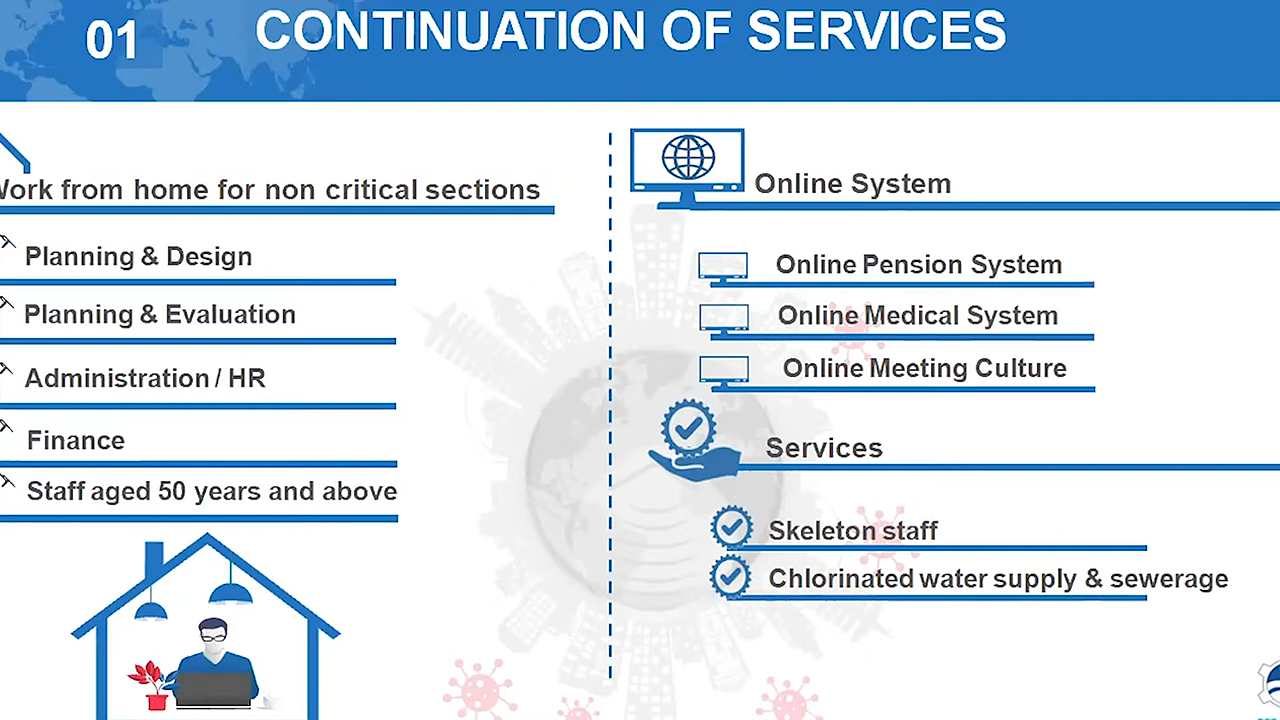 01
CONTINUATION OF SERVICES
Work from home for non critical sections
Planning & Design
Planning & Evaluation
Administration / HR
Finance
Staff aged 50 years and above
Online System
Online Pension System
Online Medical System
Online Meeting Culture
Services
Skeleton staff
Chlorinated water supply & sewerage